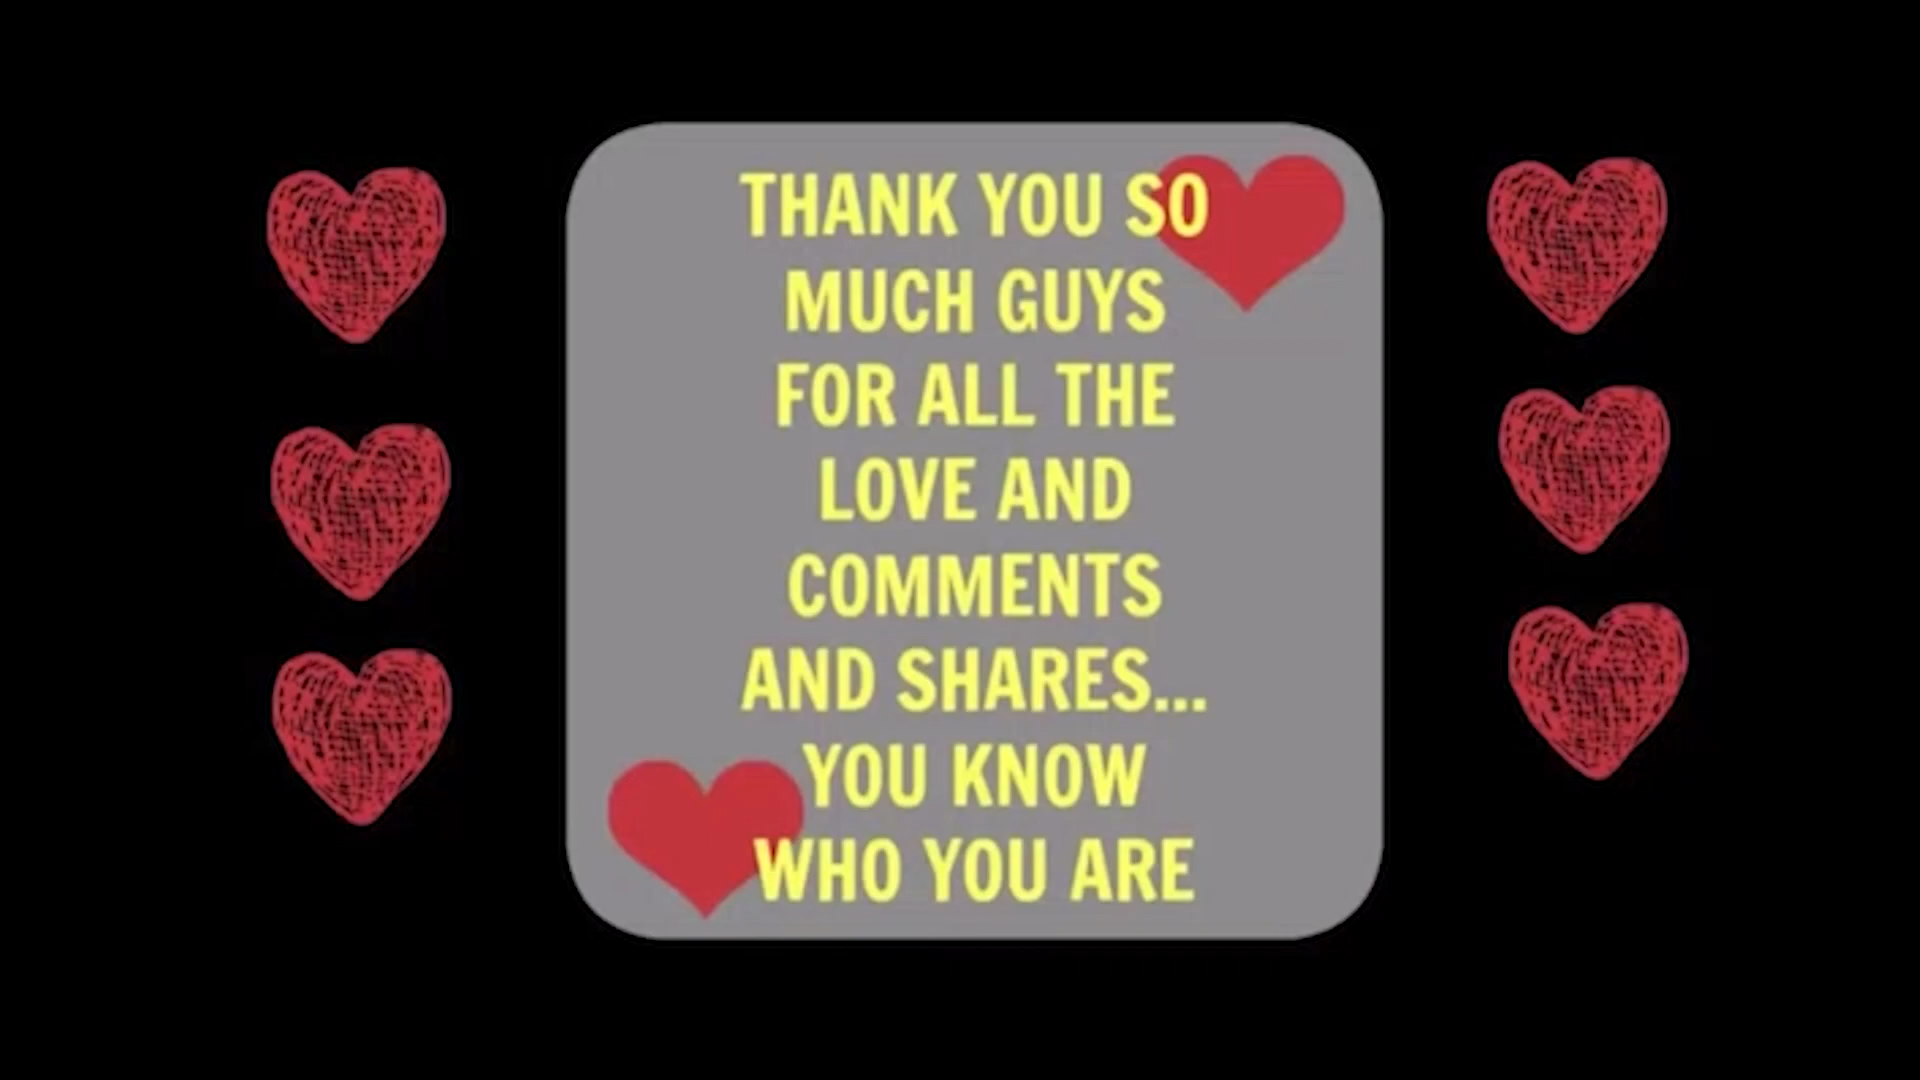 THANK YOU SO
MUCH GUYS
FOR ALL THE
LOVE AND
COMMENTS
AND SHARES...
YOU KNOW
WHO YOU ARE